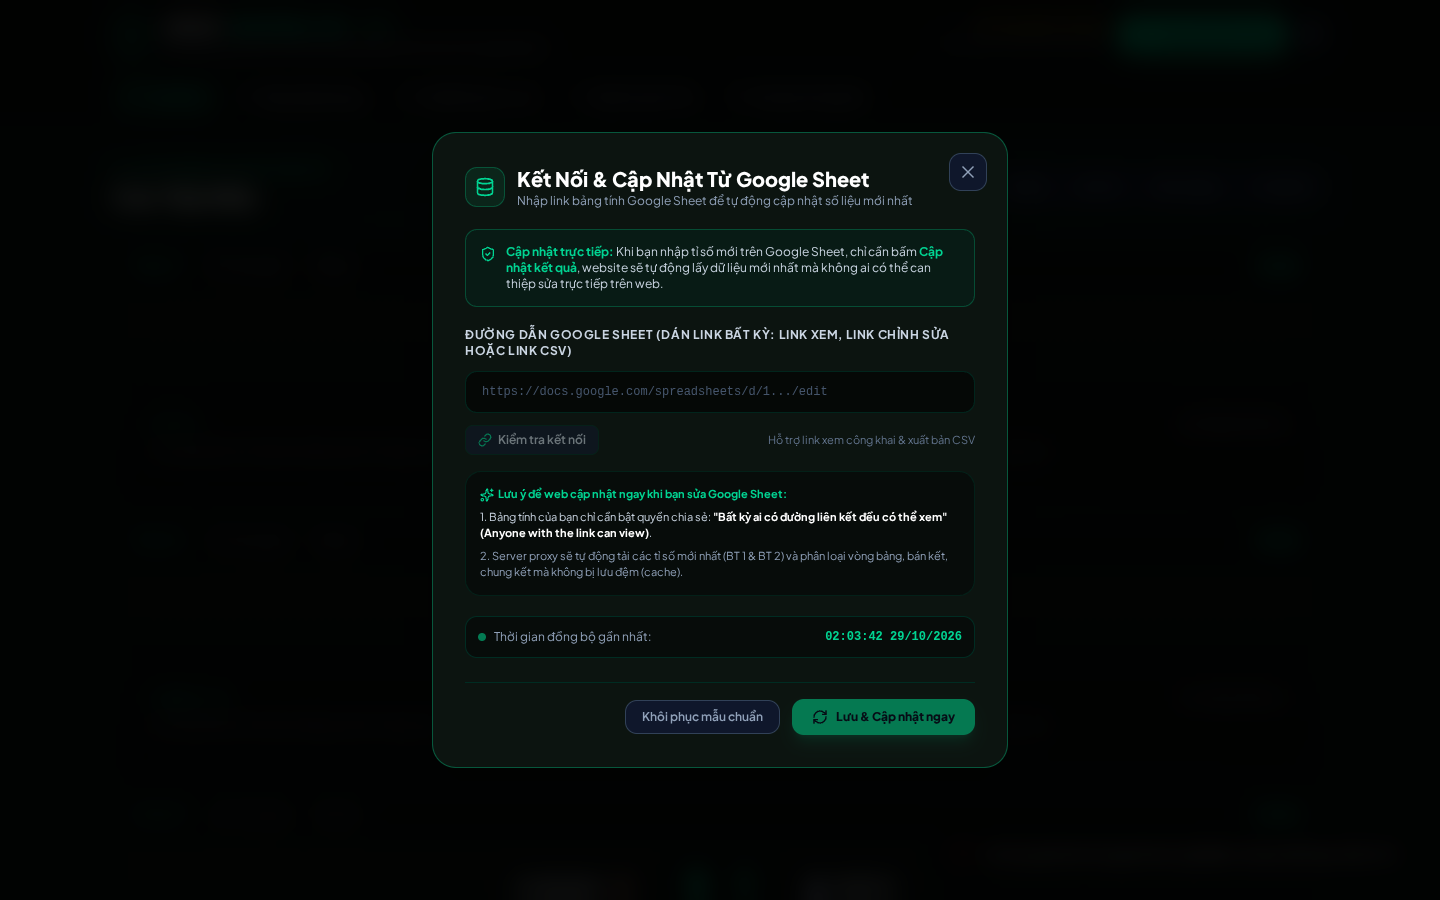 Kết Nối & Cập Nhật Từ Google Sheet
Nhập link bảng tính Google Sheet để tự động cập nhật số liệu mới nhất
Cập nhật trực tiếp: Khi bạn nhập tỉ số mới trên Google Sheet, chỉ cần bấm Cập
nhật kết quả, website sẽ tự động lấy dữ liệu mới nhất mà không ai có thể can
thiệp sửa trực tiếp trên web.
ĐƯỜNG DẪN GOOGLE SHEET (DÁN LINK BẤT KỲ: LINK XEM, LINK CHỈNH SỬA
HOẶC LINK CSV)
https://docs.google.com/spreadsheets/d/1.../edit
Kiểm tra kết nối
Hỗ trợ link xem công khai & xuất bản CSV
Lưu ý để web cập nhật ngay khi bạn sửa Google Sheet:
1. Bảng tính của bạn chỉ cần bật quyền chia sẻ: "Bất kỳ ai có đường liên kết đều có thể xem"
(Anyone with the link can view).
2. Server proxy sẽ tự động tải các tỉ số mới nhất (BT 1 & BT 2) và phân loại vòng bảng, bán kết,
chung kết mà không bị lưu đệm (cache).
Thời gian đồng bộ gần nhất:
02:03:42 29/10/2026
Khôi phục mẫu chuẩn
Lưu & Cập nhật ngay